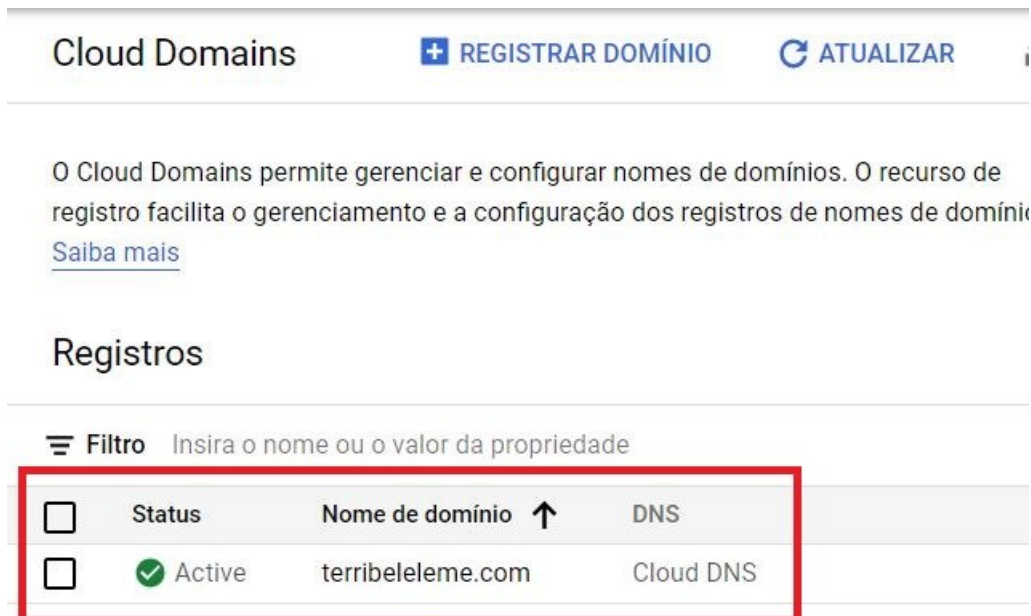 Cloud Domains REGISTRAR DOMÍNIO ATUALIZAR
O Cloud Domains permite gerenciar e configurar nomes de domínios. O recurso de
registro facilita o gerenciamento e a configuração dos registros de nomes de
Saiba mais
Registros
Filtro Insira o nome ou o valor da propriedade
Status Nome de domínio DNS
Active terribeleleme.com Cloud DNS